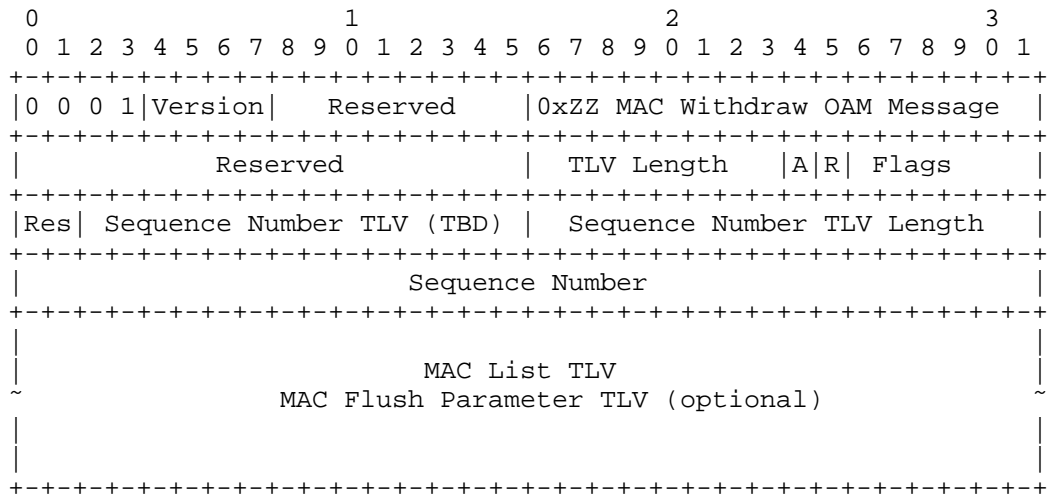 0                   1                   2                   3
 0 1 2 3 4 5 6 7 8 9 0 1 2 3 4 5 6 7 8 9 0 1 2 3 4 5 6 7 8 9 0 1
+-+-+-+-+-+-+-+-+-+-+-+-+-+-+-+-+-+-+-+-+-+-+-+-+-+-+-+-+-+-+-+-+
|0 0 0 1|Version|   Reserved    |0xZZ MAC Withdraw OAM Message  |
+-+-+-+-+-+-+-+-+-+-+-+-+-+-+-+-+-+-+-+-+-+-+-+-+-+-+-+-+-+-+-+-+
|            Reserved           |  TLV Length   |A|R| Flags     |
+-+-+-+-+-+-+-+-+-+-+-+-+-+-+-+-+-+-+-+-+-+-+-+-+-+-+-+-+-+-+-+-+
|Res| Sequence Number TLV (TBD) |  Sequence Number TLV Length   |
+-+-+-+-+-+-+-+-+-+-+-+-+-+-+-+-+-+-+-+-+-+-+-+-+-+-+-+-+-+-+-+-+
|                        Sequence Number                        |
+-+-+-+-+-+-+-+-+-+-+-+-+-+-+-+-+-+-+-+-+-+-+-+-+-+-+-+-+-+-+-+-+
|                                                               |
|                         MAC List TLV                          |
~                MAC Flush Parameter TLV (optional)             ~
|                                                               |
|                                                               |
+-+-+-+-+-+-+-+-+-+-+-+-+-+-+-+-+-+-+-+-+-+-+-+-+-+-+-+-+-+-+-+-+